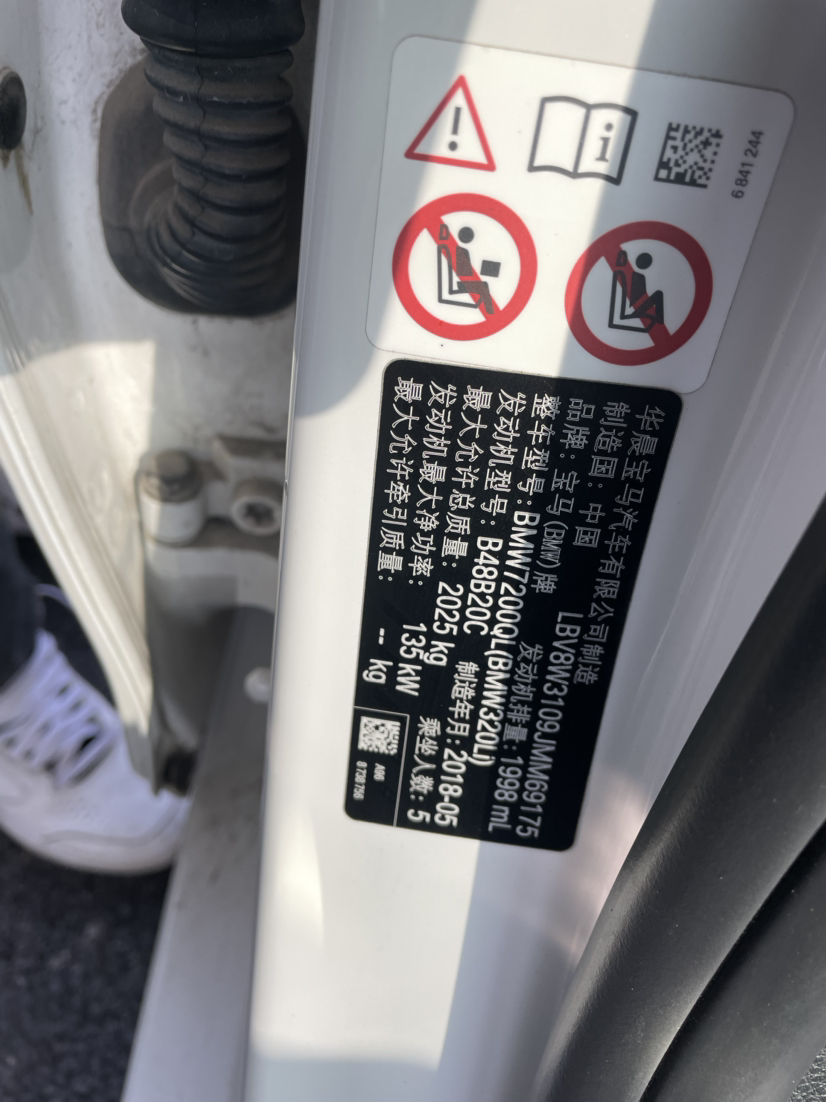 6 841 244
华晨宝马汽车有限公司制造
制造国：中国
LBV8W3109JMM69175
品牌：宝马(BMW)牌
发动机排量：1998 mL
整车型号：BMW7200QL(BMW320Li)
发动机型号：B48B20C
制造年月：2018-05
最大允许总质量：2025 kg
乘坐人数：5
发动机最大净功率：135 kW
最大允许牵引质量：-- kg
A96
8738756